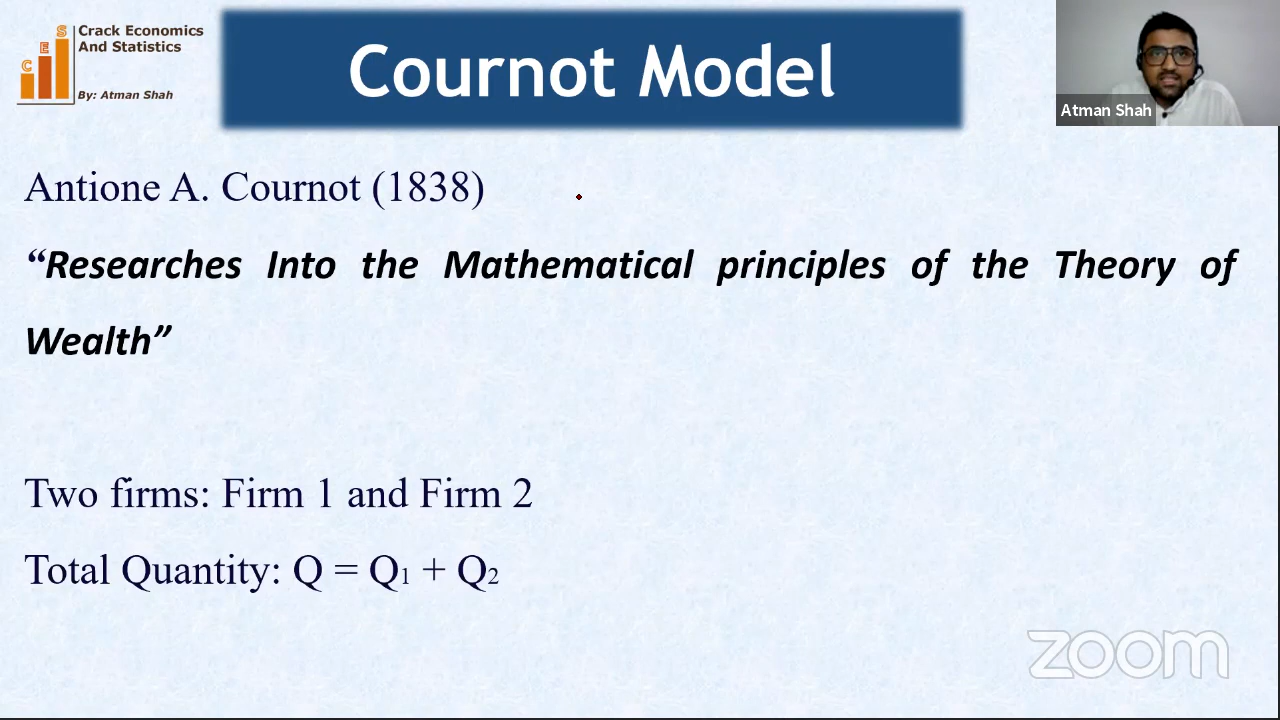 C E S
Crack Economics
And Statistics
By: Atman Shah
Cournot Model
Atman Shah
Antione A. Cournot (1838)
“Researches Into the Mathematical principles of the Theory of
Wealth”
Two firms: Firm 1 and Firm 2
Total Quantity: Q = Q₁ + Q₂
zoom